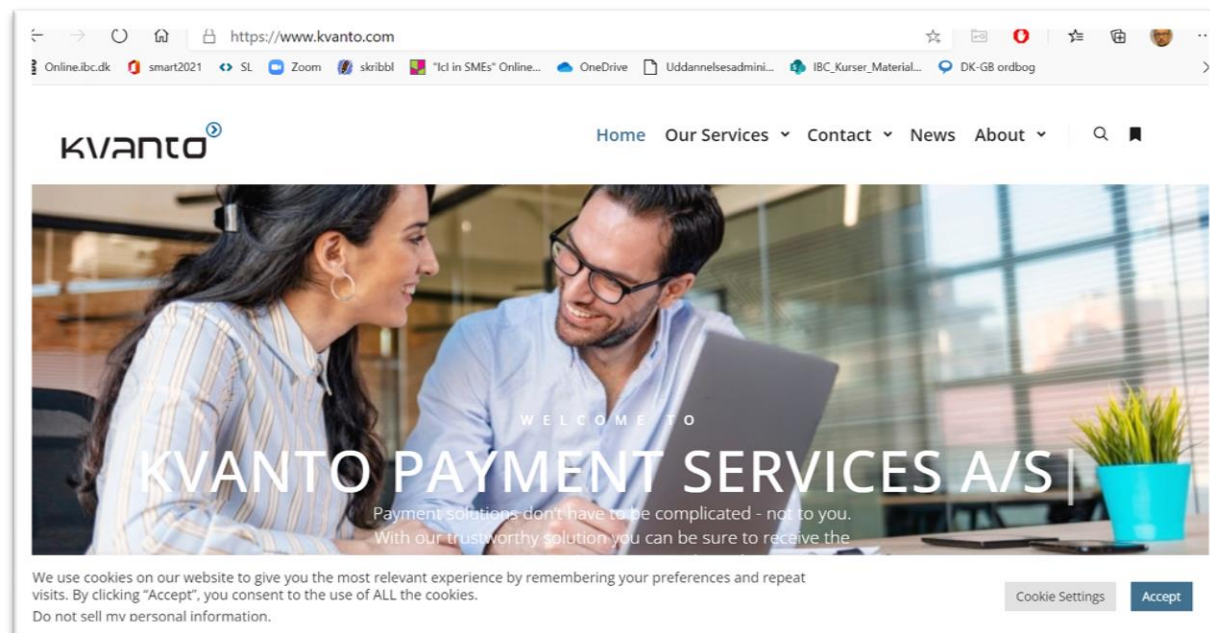 https://www.kvanto.com
Online.ibc.dk smart2021 SL Zoom skribbl "Icl in SMEs" Online... OneDrive Uddannelsesadmini... IBC_Kurser_Material... DK-GB ordbog
kvanto
Home Our Services Contact News About
WELCOME TO
KVANTO PAYMENT SERVICES A/S
Payment solutions don't have to be complicated - not to you.
With our trustworthy solution you can be sure to receive the
We use cookies on our website to give you the most relevant experience by remembering your preferences and repeat
visits. By clicking “Accept”, you consent to the use of ALL the cookies.
Do not sell my personal information.
Cookie Settings Accept